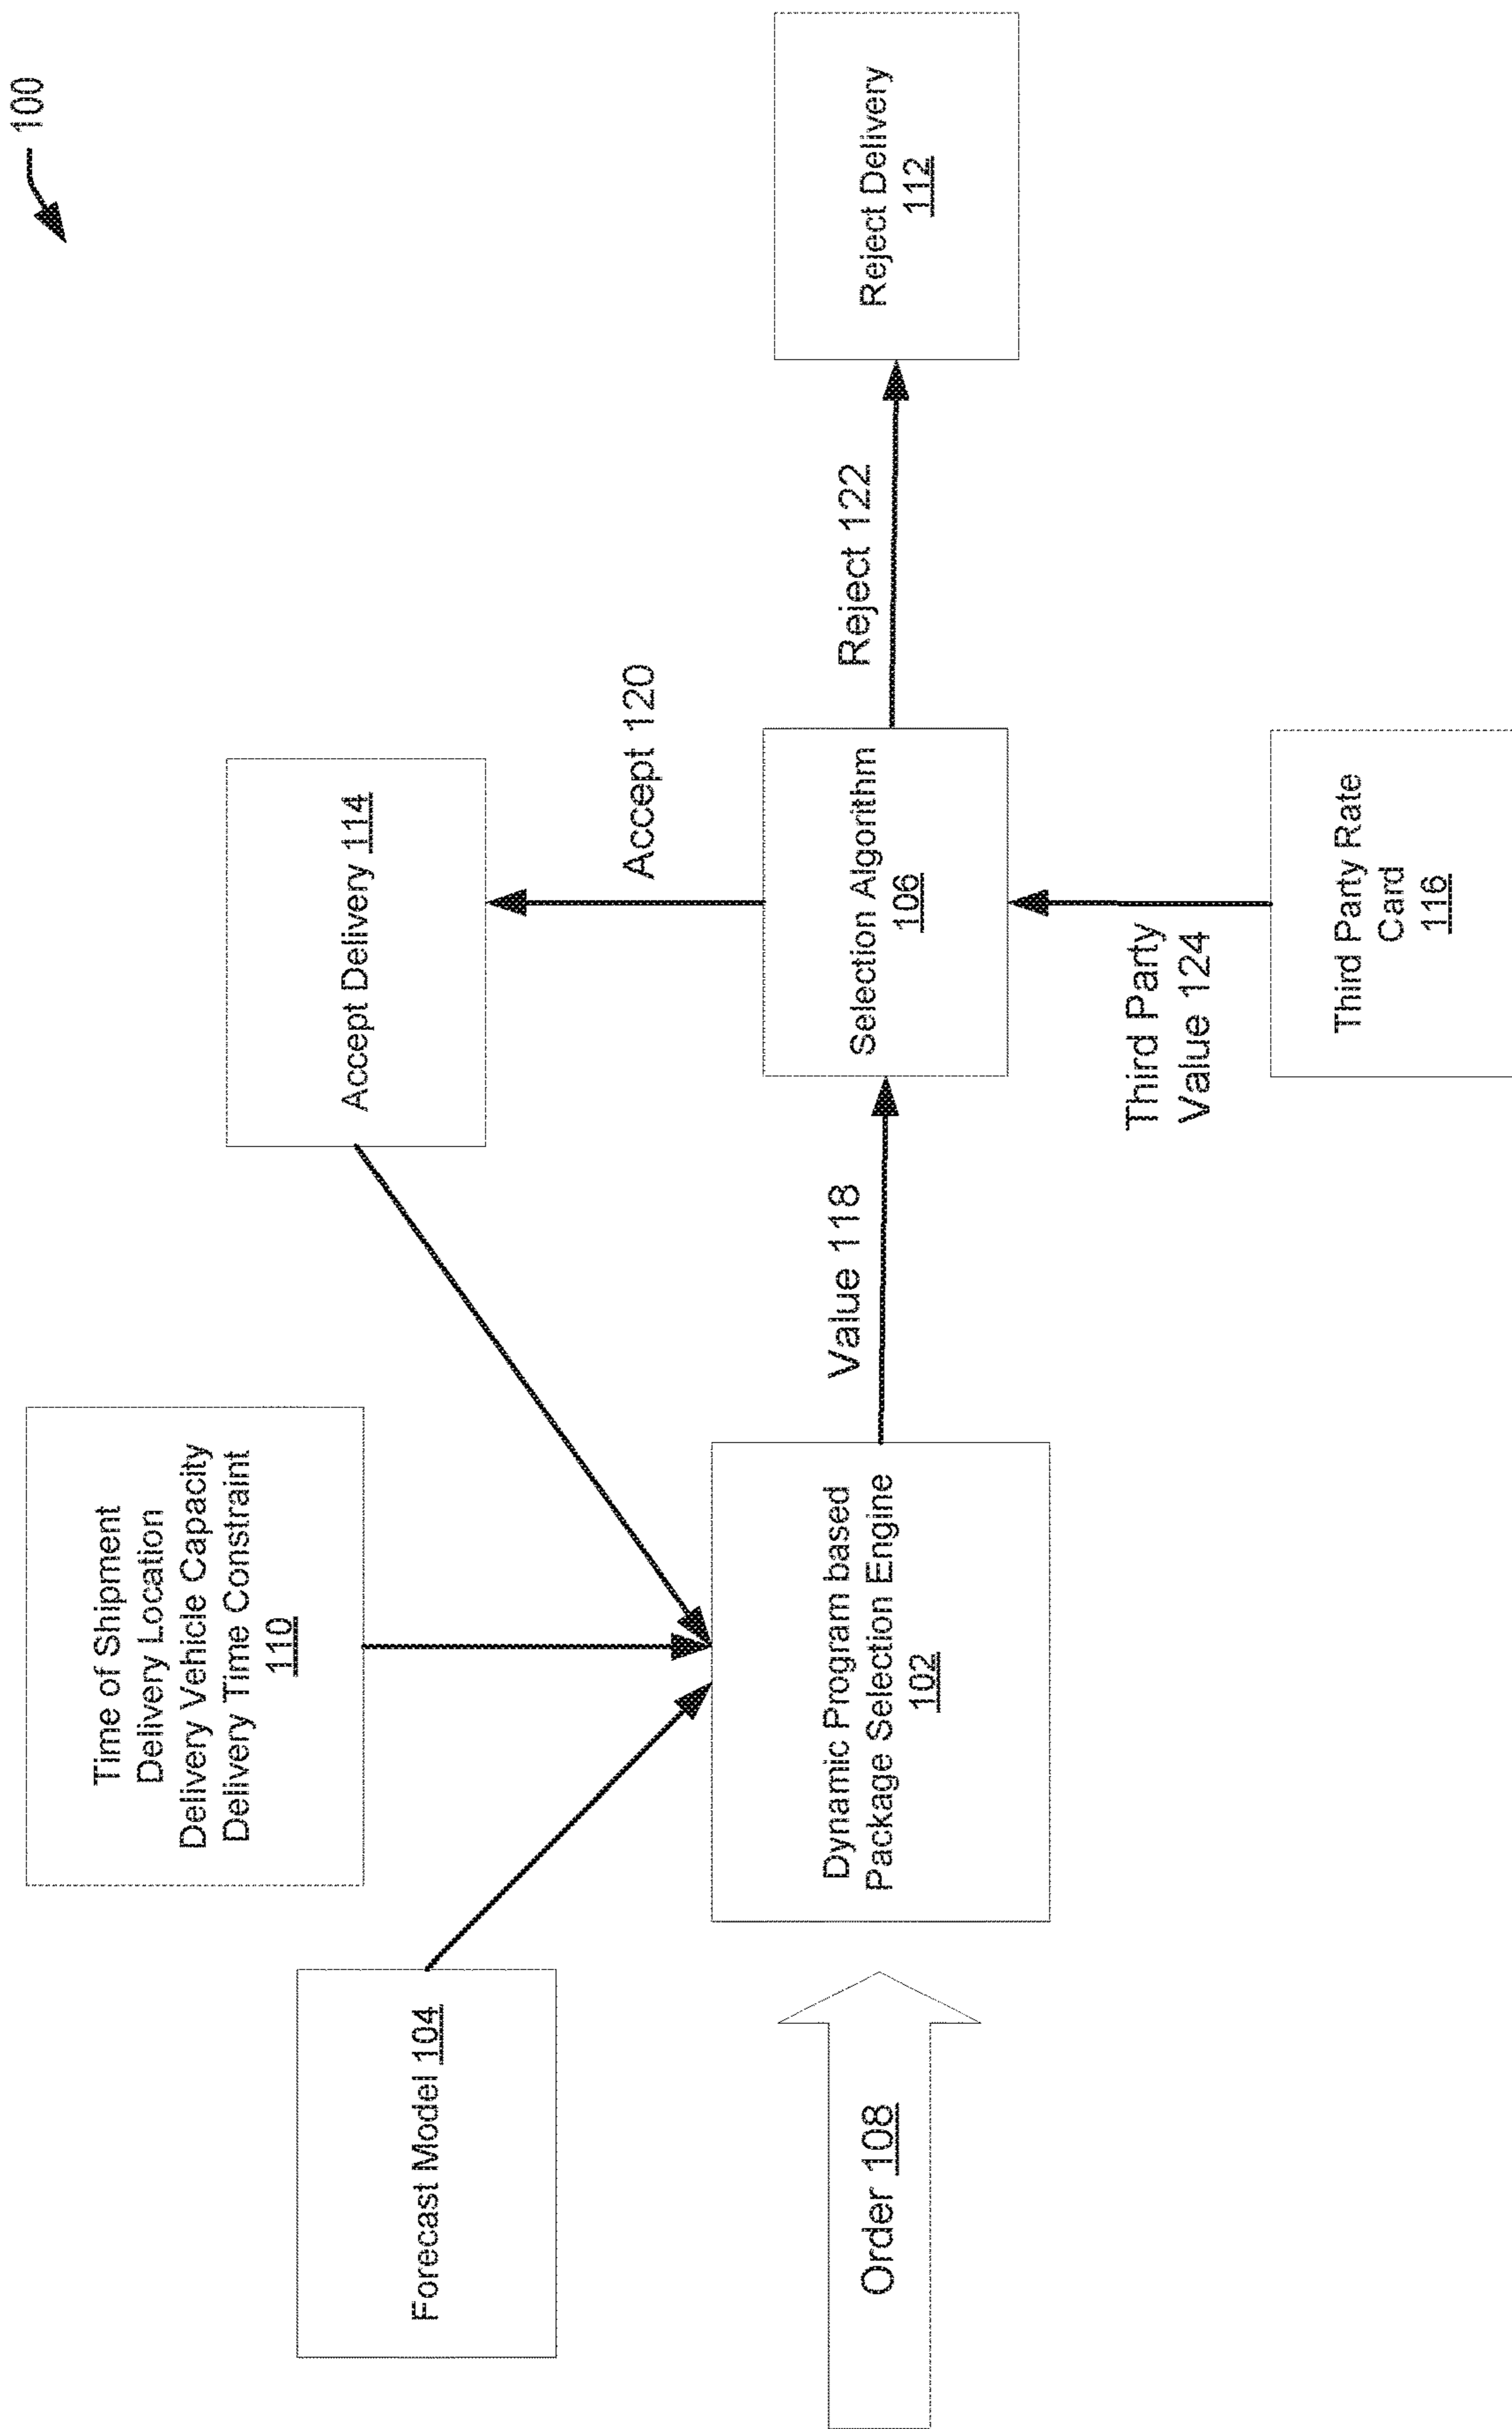 100
Time of Shipment
Delivery Location
Delivery Vehicle Capacity
Delivery Time Constraint
110
Forecast Model 104
Accept Delivery 114
Accept 120
Order 108
Dynamic Program based
Package Selection Engine
102
Value 118
Selection Algorithm
106
Reject 122
Reject Delivery
112
Third Party
Value 124
Third Party Rate
Card
116